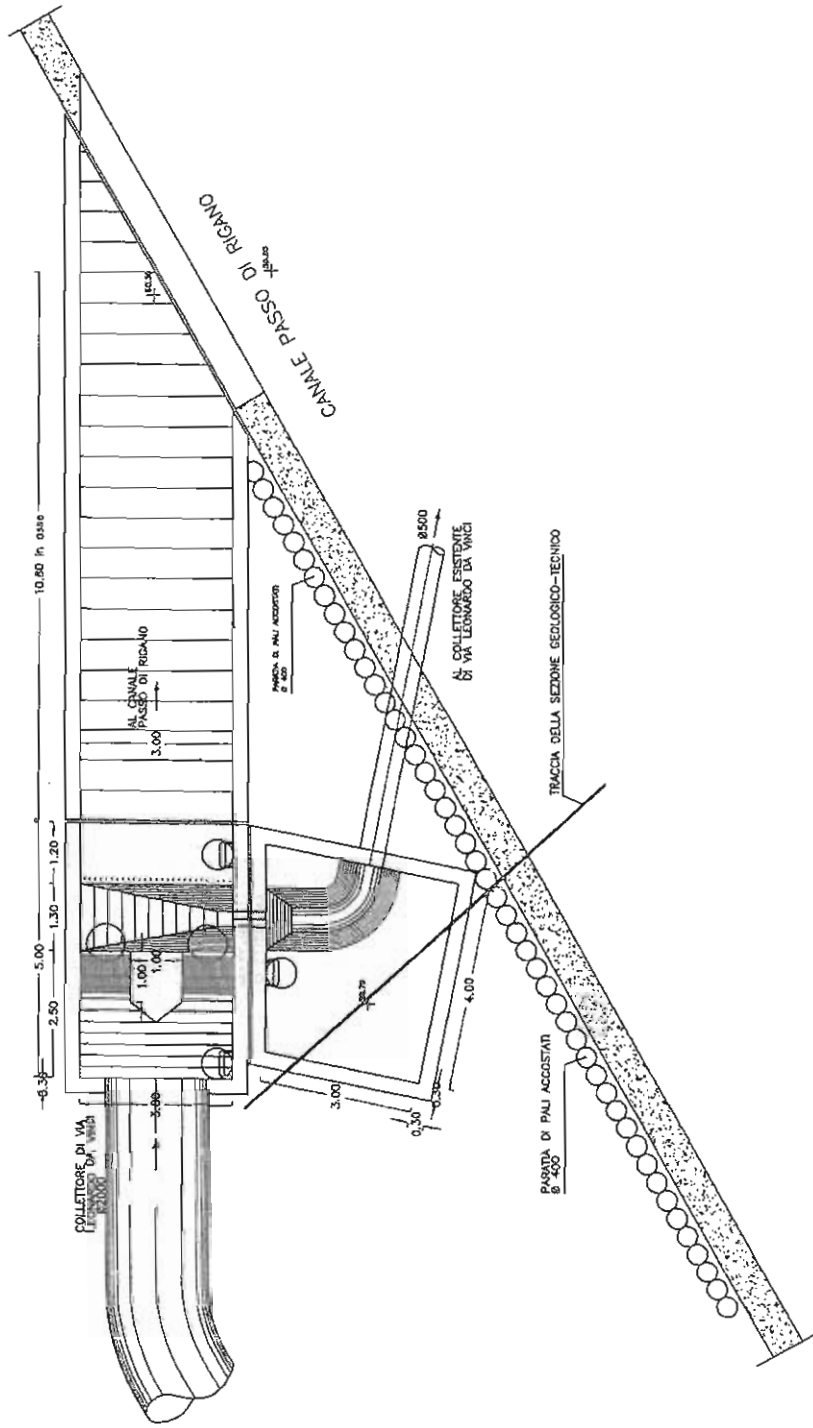 10.60 in asse
5.00
0.30
2.50
1.30
1.20
COLLETTORE DI VIA
LEONARDO DA VINCI
3.00
1.00
1.00
AL CANALE
PASSO DI RIGANO
3.00
CANALE PASSO DI RIGANO
PARATIA DI PALI ACCOSTATI
Ø 400
Ø500
AL COLLETTORE ESISTENTE
DI VIA LEONARDO DA VINCI
3.00
0.30
0.30
4.00
TRACCIA DELLA SEZIONE GEOLOGICO-TECNICO
PARATIA DI PALI ACCOSTATI
Ø 400